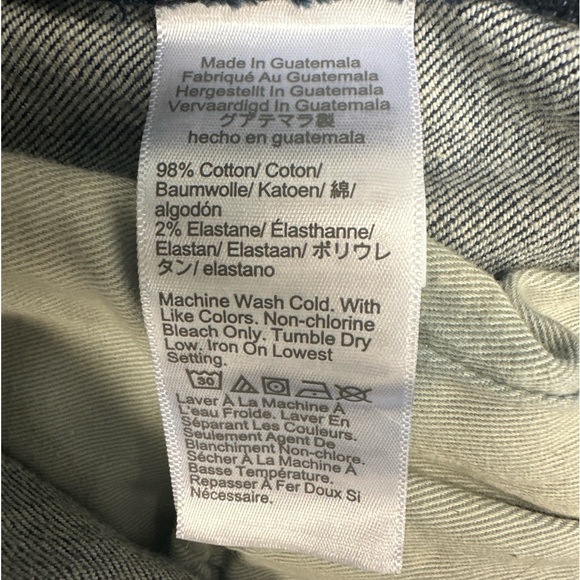 Made In Guatemala
Fabriqué Au Guatemala
Hergestellt In Guatemala
Vervaardigd In Guatemala
グアテマラ製
hecho en guatemala
98% Cotton/ Coton/
Baumwolle/ Katoen/ 綿/
algodón
2% Elastane/ Élasthanne/
Elastan/ Elastaan/ ポリウレ
タン/ elastano
Machine Wash Cold. With
Like Colors. Non-chlorine
Bleach Only. Tumble Dry
Low. Iron On Lowest
Setting.
30
Laver À La Machine À
L'eau Froide. Laver En
Séparant Les Couleurs.
Seulement Agent De
Blanchiment Non-chlorin.
Sécher À La Machine À
Basse Température.
Repasser À Fer Doux Si
Nécessaire.